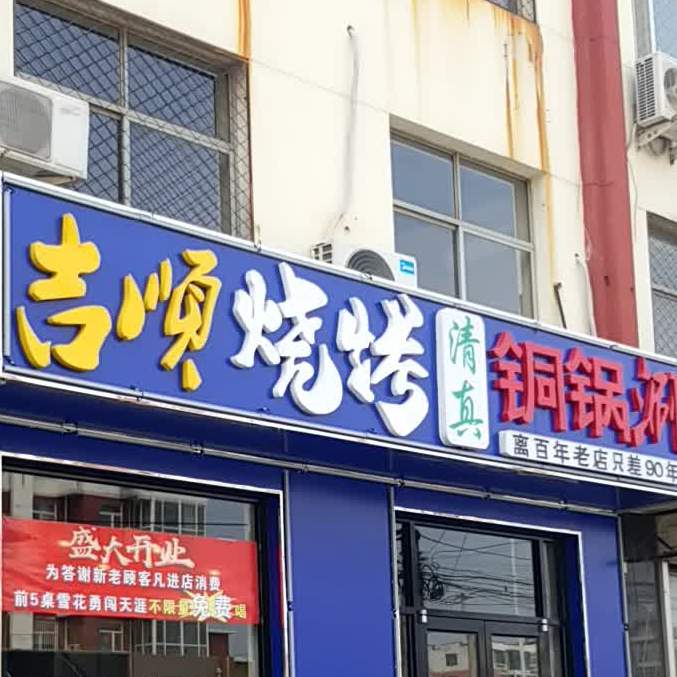 吉顺烧烤
清真
铜锅涮
离百年老店只差90年
盛大开业
为答谢新老顾客凡进店消费
前5桌雪花勇闯天涯不限量免费喝